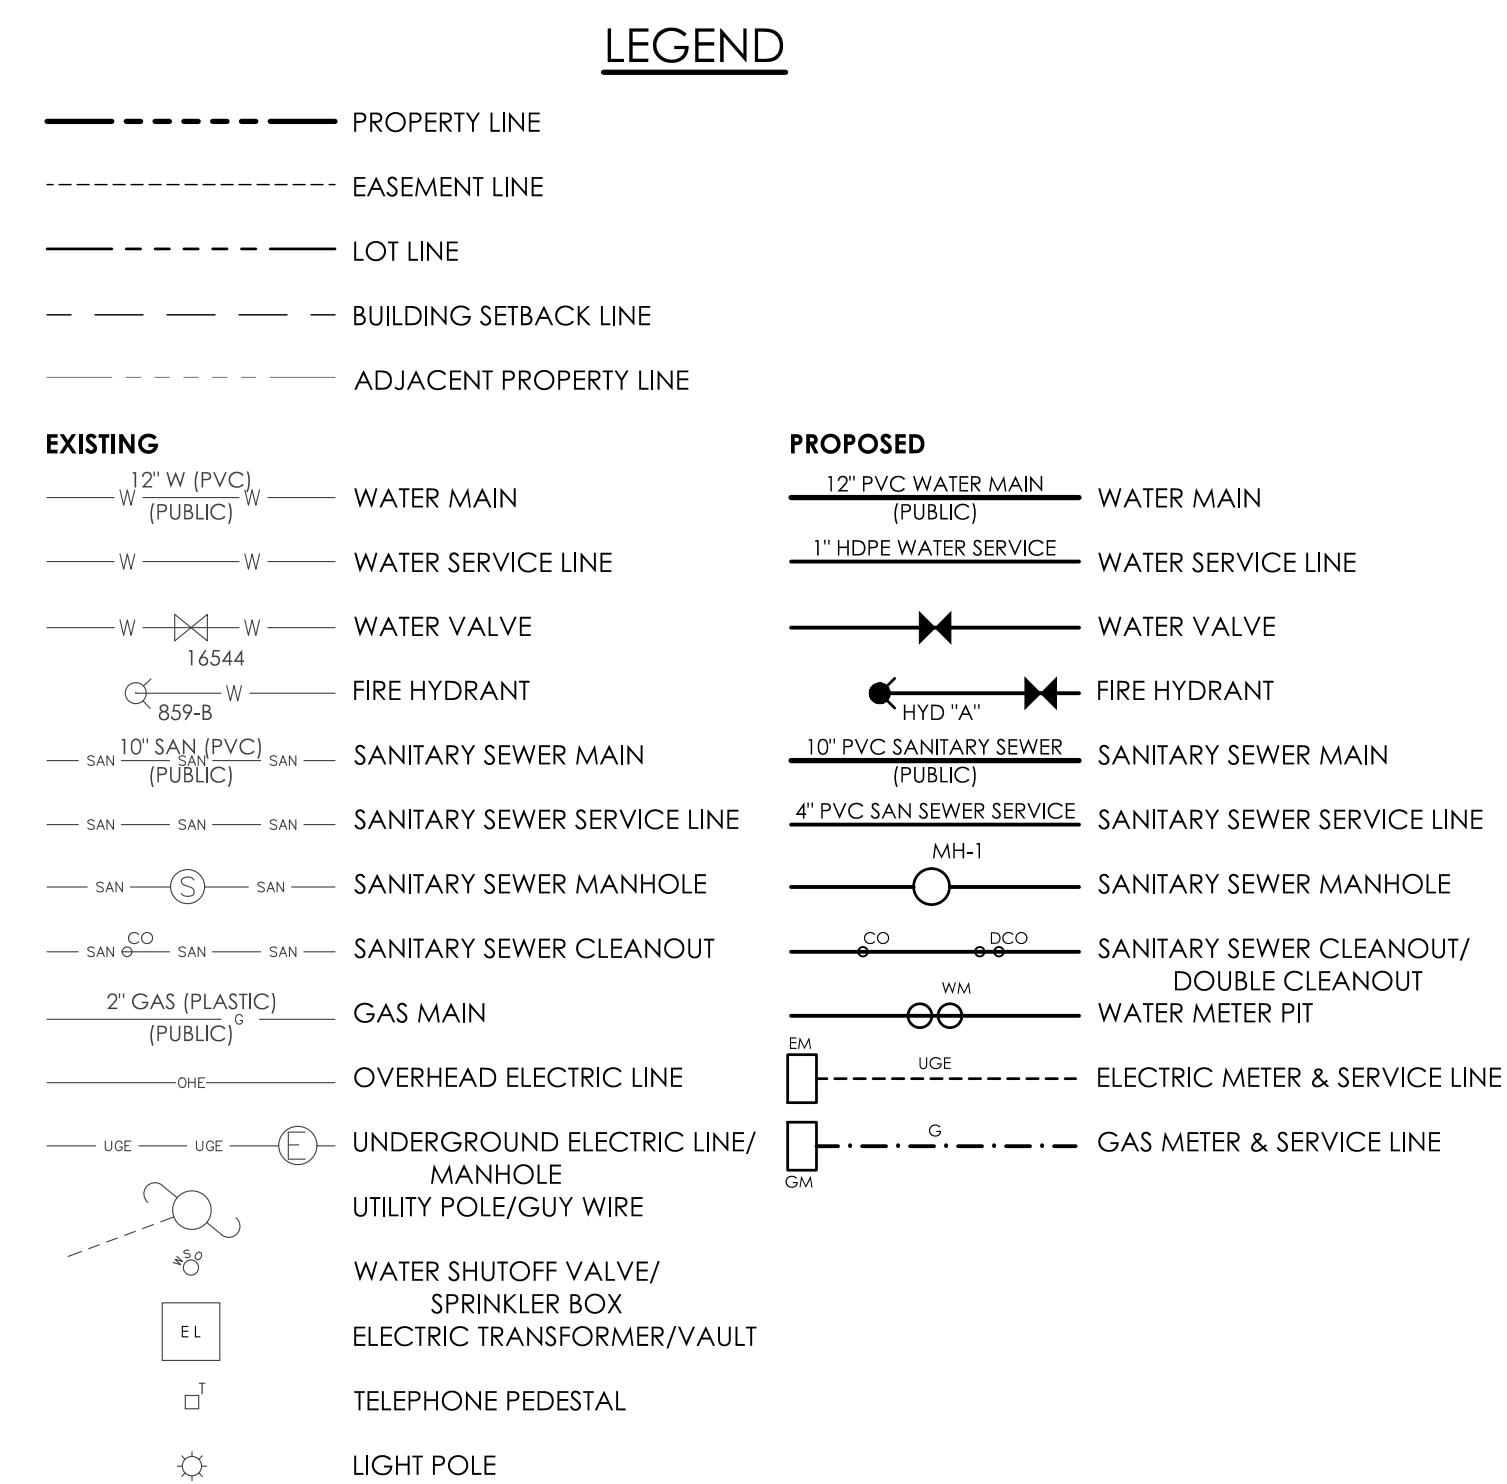 LEGEND
PROPERTY LINE
EASEMENT LINE
LOT LINE
BUILDING SETBACK LINE
ADJACENT PROPERTY LINE
EXISTING
12" W (PVC)
W W
(PUBLIC)
WATER MAIN
W W
WATER SERVICE LINE
W W
16544
WATER VALVE
W
859-B
FIRE HYDRANT
10" SAN (PVC)
SAN SAN SAN
(PUBLIC)
SANITARY SEWER MAIN
SAN SAN SAN
SANITARY SEWER SERVICE LINE
SAN S SAN
SANITARY SEWER MANHOLE
CO
SAN SAN SAN
SANITARY SEWER CLEANOUT
2" GAS (PLASTIC)
G
(PUBLIC)
GAS MAIN
OHE
OVERHEAD ELECTRIC LINE
UGE UGE E
UNDERGROUND ELECTRIC LINE/
MANHOLE
UTILITY POLE/GUY WIRE
WSO
WATER SHUTOFF VALVE/
SPRINKLER BOX
EL
ELECTRIC TRANSFORMER/VAULT
T
TELEPHONE PEDESTAL
LIGHT POLE
PROPOSED
12" PVC WATER MAIN
(PUBLIC)
WATER MAIN
1" HDPE WATER SERVICE
WATER SERVICE LINE
WATER VALVE
HYD "A"
FIRE HYDRANT
10" PVC SANITARY SEWER
(PUBLIC)
SANITARY SEWER MAIN
4" PVC SAN SEWER SERVICE
SANITARY SEWER SERVICE LINE
MH-1
SANITARY SEWER MANHOLE
CO DCO
SANITARY SEWER CLEANOUT/
DOUBLE CLEANOUT
WM
WATER METER PIT
EM
UGE
ELECTRIC METER & SERVICE LINE
G
GM
GAS METER & SERVICE LINE